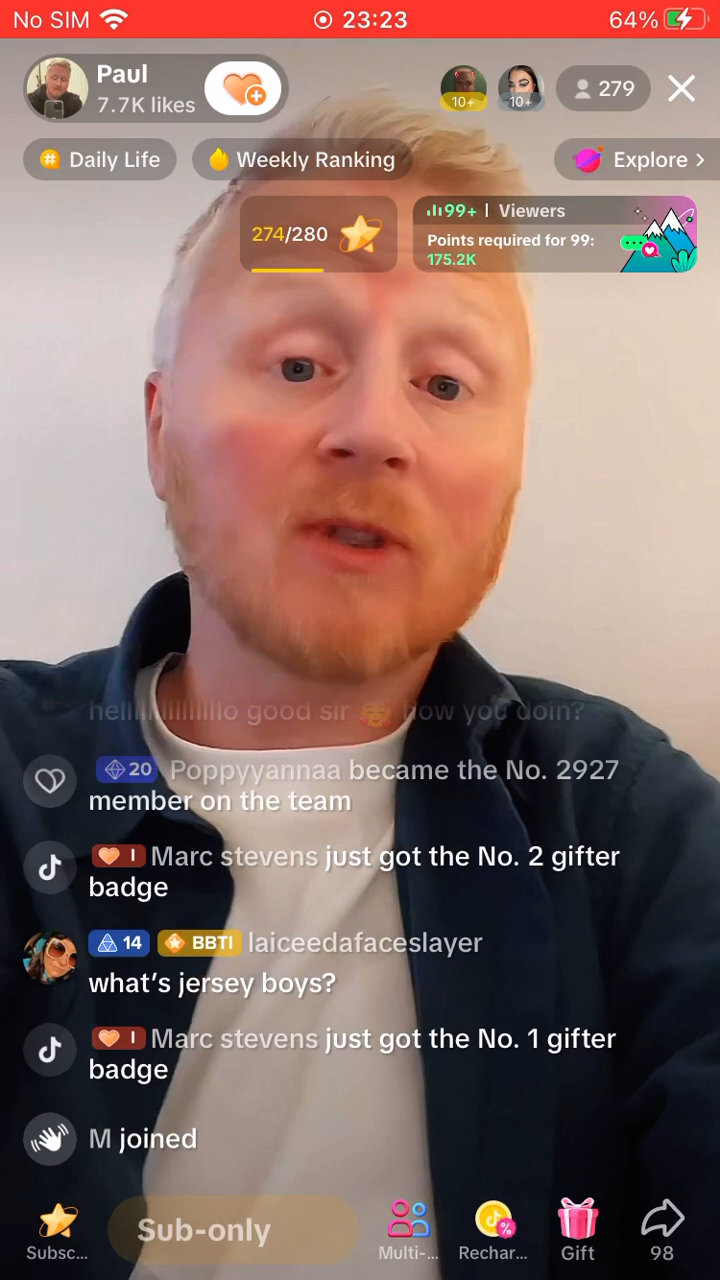 No SIM 23:23 64%
Paul
7.7K likes
10+ 10+ 279
Daily Life Weekly Ranking Explore >
274/280
99+ | Viewers
Points required for 99:
175.2K
hellllllllllllllo good sir how you doin?
20 Poppyyannaa became the No. 2927
member on the team
I Marc stevens just got the No. 2 gifter
badge
14 BBTI laiceedafaceslayer
what's jersey boys?
I Marc stevens just got the No. 1 gifter
badge
M joined
Sub-only
Subsc... Multi-... Rechar... Gift 98